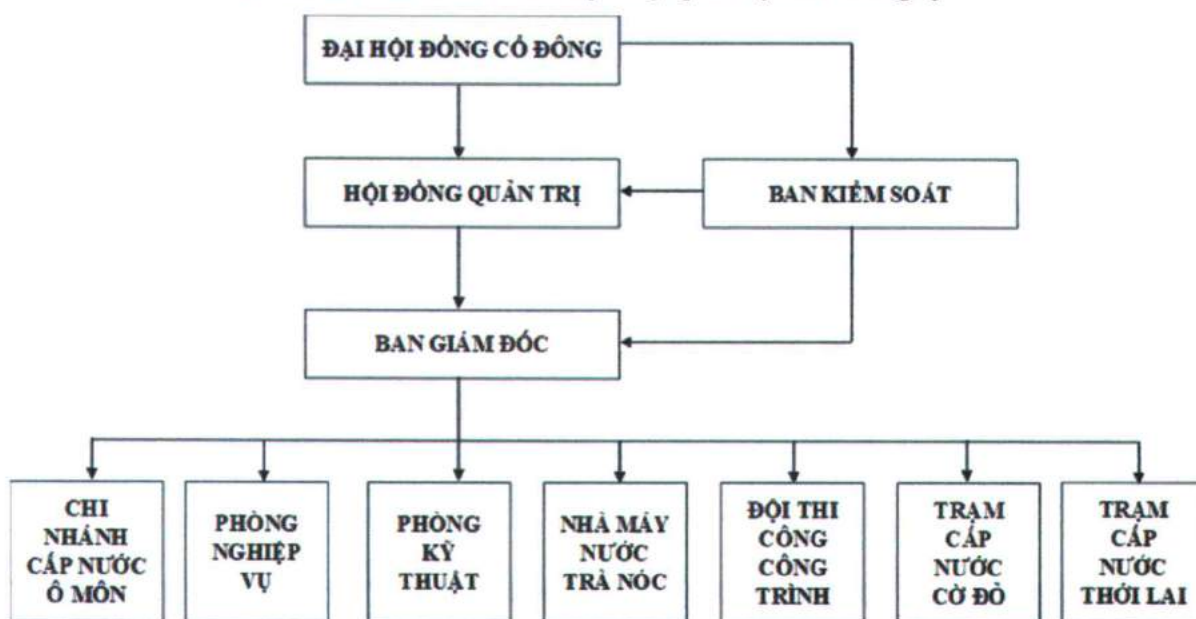 ĐẠI HỘI ĐỒNG CỔ ĐÔNG
HỘI ĐỒNG QUẢN TRỊ
BAN KIỂM SOÁT
BAN GIÁM ĐỐC
CHI
NHÁNH
CẤP NƯỚC
Ô MÔN
PHÒNG
NGHIỆP
VỤ
PHÒNG
KỸ
THUẬT
NHÀ MÁY
NƯỚC
TRÀ NÓC
ĐỘI THI
CÔNG
CÔNG
TRÌNH
TRẠM
CẤP
NƯỚC
CỜ ĐỎ
TRẠM
CẤP
NƯỚC
THỚI LAI